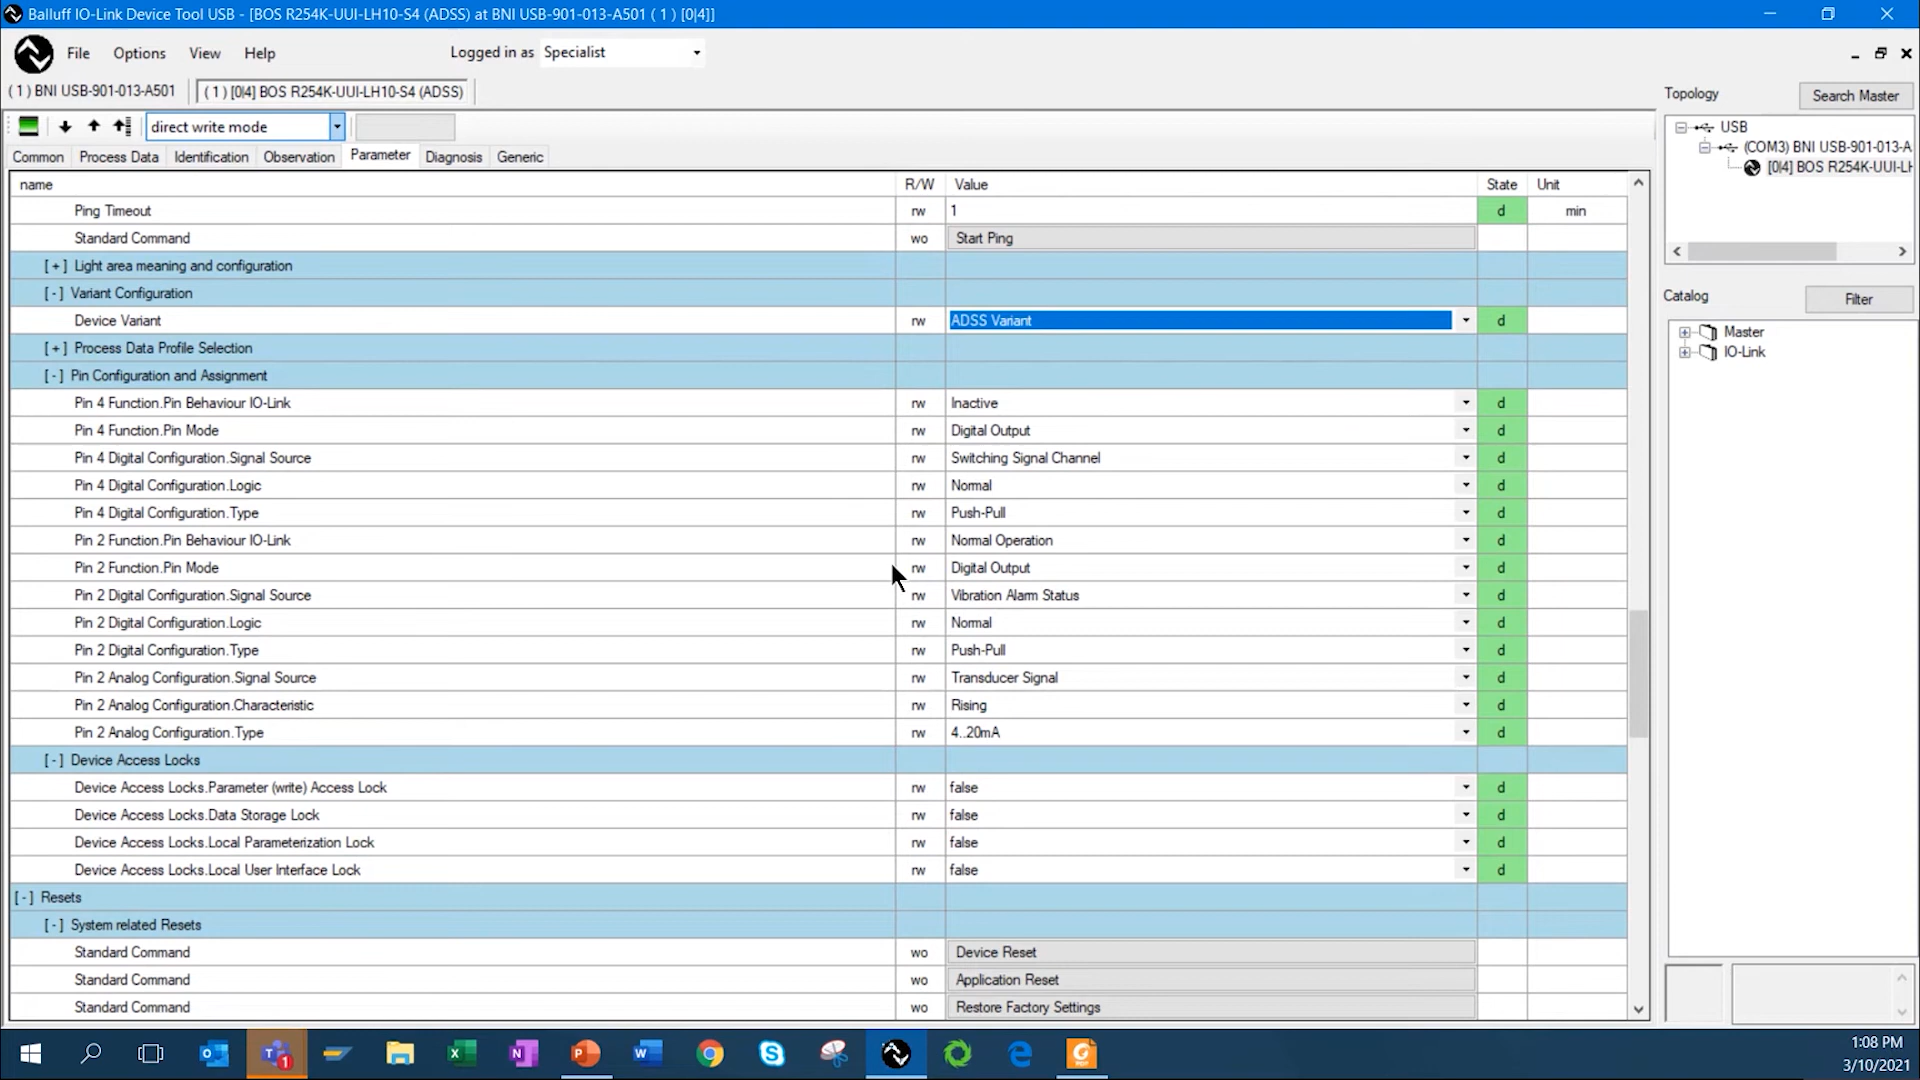 Balluff IO-Link Device Tool USB - [BOS R254K-UUI-LH10-S4 (ADSS) at BNI USB-901-013-A501 ( 1 ) [0|4]]
File Options View Help Logged in as Specialist
( 1 ) BNI USB-901-013-A501 ( 1 ) [0|4] BOS R254K-UUI-LH10-S4 (ADSS)
direct write mode
Common Process Data Identification Observation Parameter Diagnosis Generic
name R/W Value State Unit
Ping Timeout rw 1 d min
Standard Command wo Start Ping
[+] Light area meaning and configuration
[-] Variant Configuration
Device Variant rw ADSS Variant d
[+] Process Data Profile Selection
[-] Pin Configuration and Assignment
Pin 4 Function.Pin Behaviour IO-Link rw Inactive d
Pin 4 Function.Pin Mode rw Digital Output d
Pin 4 Digital Configuration.Signal Source rw Switching Signal Channel d
Pin 4 Digital Configuration.Logic rw Normal d
Pin 4 Digital Configuration.Type rw Push-Pull d
Pin 2 Function.Pin Behaviour IO-Link rw Normal Operation d
Pin 2 Function.Pin Mode rw Digital Output d
Pin 2 Digital Configuration.Signal Source rw Vibration Alarm Status d
Pin 2 Digital Configuration.Logic rw Normal d
Pin 2 Digital Configuration.Type rw Push-Pull d
Pin 2 Analog Configuration.Signal Source rw Transducer Signal d
Pin 2 Analog Configuration.Characteristic rw Rising d
Pin 2 Analog Configuration.Type rw 4..20mA d
[-] Device Access Locks
Device Access Locks.Parameter (write) Access Lock rw false d
Device Access Locks.Data Storage Lock rw false d
Device Access Locks.Local Parameterization Lock rw false d
Device Access Locks.Local User Interface Lock rw false d
[-] Resets
[-] System related Resets
Standard Command wo Device Reset
Standard Command wo Application Reset
Standard Command wo Restore Factory Settings
Topology Search Master
USB
(COM3) BNI USB-901-013-A
[0|4] BOS R254K-UUI-LH
Catalog Filter
Master
IO-Link
1:08 PM
3/10/2021